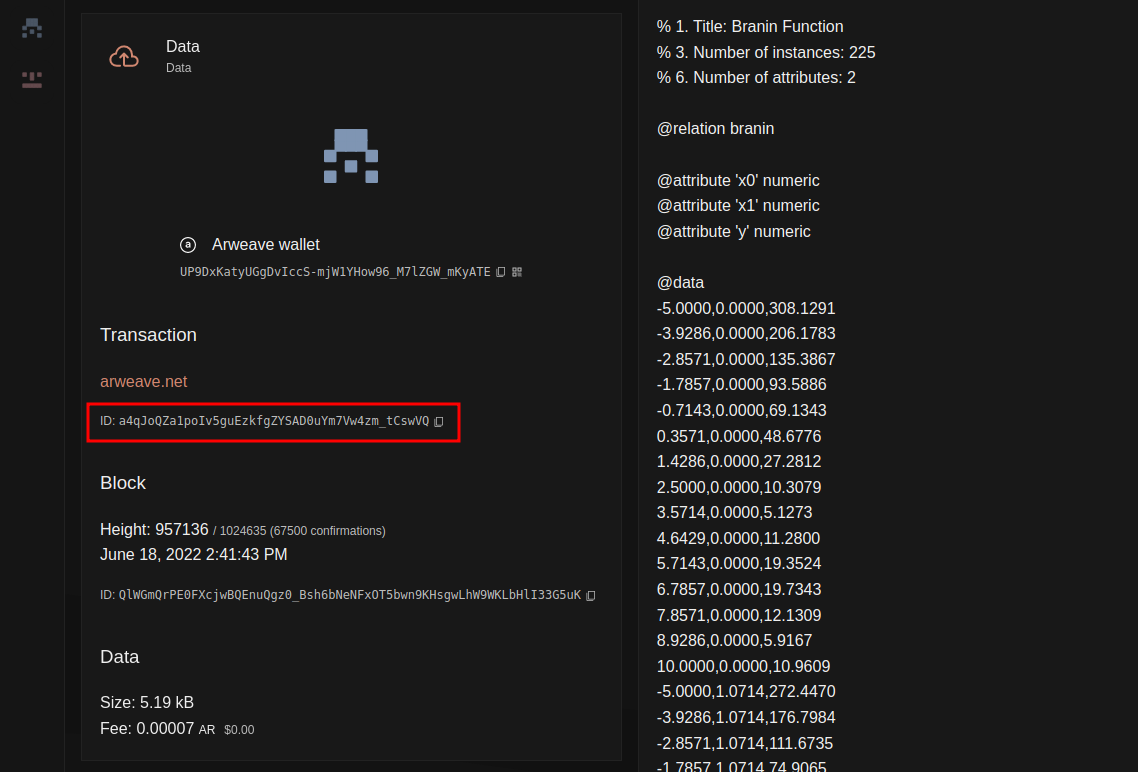 Data
Data
Arweave wallet
UP9DxKatyUGgDvIccS-mjW1YHow96_M7lZGW_mKyATE
Transaction
arweave.net
ID: a4qJoQZa1poIv5guEzkfgZYSAD0uYm7Vw4zm_tCswVQ
Block
Height: 957136 / 1024635 (67500 confirmations)
June 18, 2022 2:41:43 PM
ID: QlWGmQrPE0FXcjwBQEnuQgz0_Bsh6bNeNFxOT5bwn9KHsgwLhW9WKLbHlI33G5uK
Data
Size: 5.19 kB
Fee: 0.00007 AR $0.00
% 1. Title: Branin Function
% 3. Number of instances: 225
% 6. Number of attributes: 2
@relation branin
@attribute 'x0' numeric
@attribute 'x1' numeric
@attribute 'y' numeric
@data
-5.0000,0.0000,308.1291
-3.9286,0.0000,206.1783
-2.8571,0.0000,135.3867
-1.7857,0.0000,93.5886
-0.7143,0.0000,69.1343
0.3571,0.0000,48.6776
1.4286,0.0000,27.2812
2.5000,0.0000,10.3079
3.5714,0.0000,5.1273
4.6429,0.0000,11.2800
5.7143,0.0000,19.3524
6.7857,0.0000,19.7343
7.8571,0.0000,12.1309
8.9286,0.0000,5.9167
10.0000,0.0000,10.9609
-5.0000,1.0714,272.4470
-3.9286,1.0714,176.7984
-2.8571,1.0714,111.6735
-1.7857,1.0714,74.9065